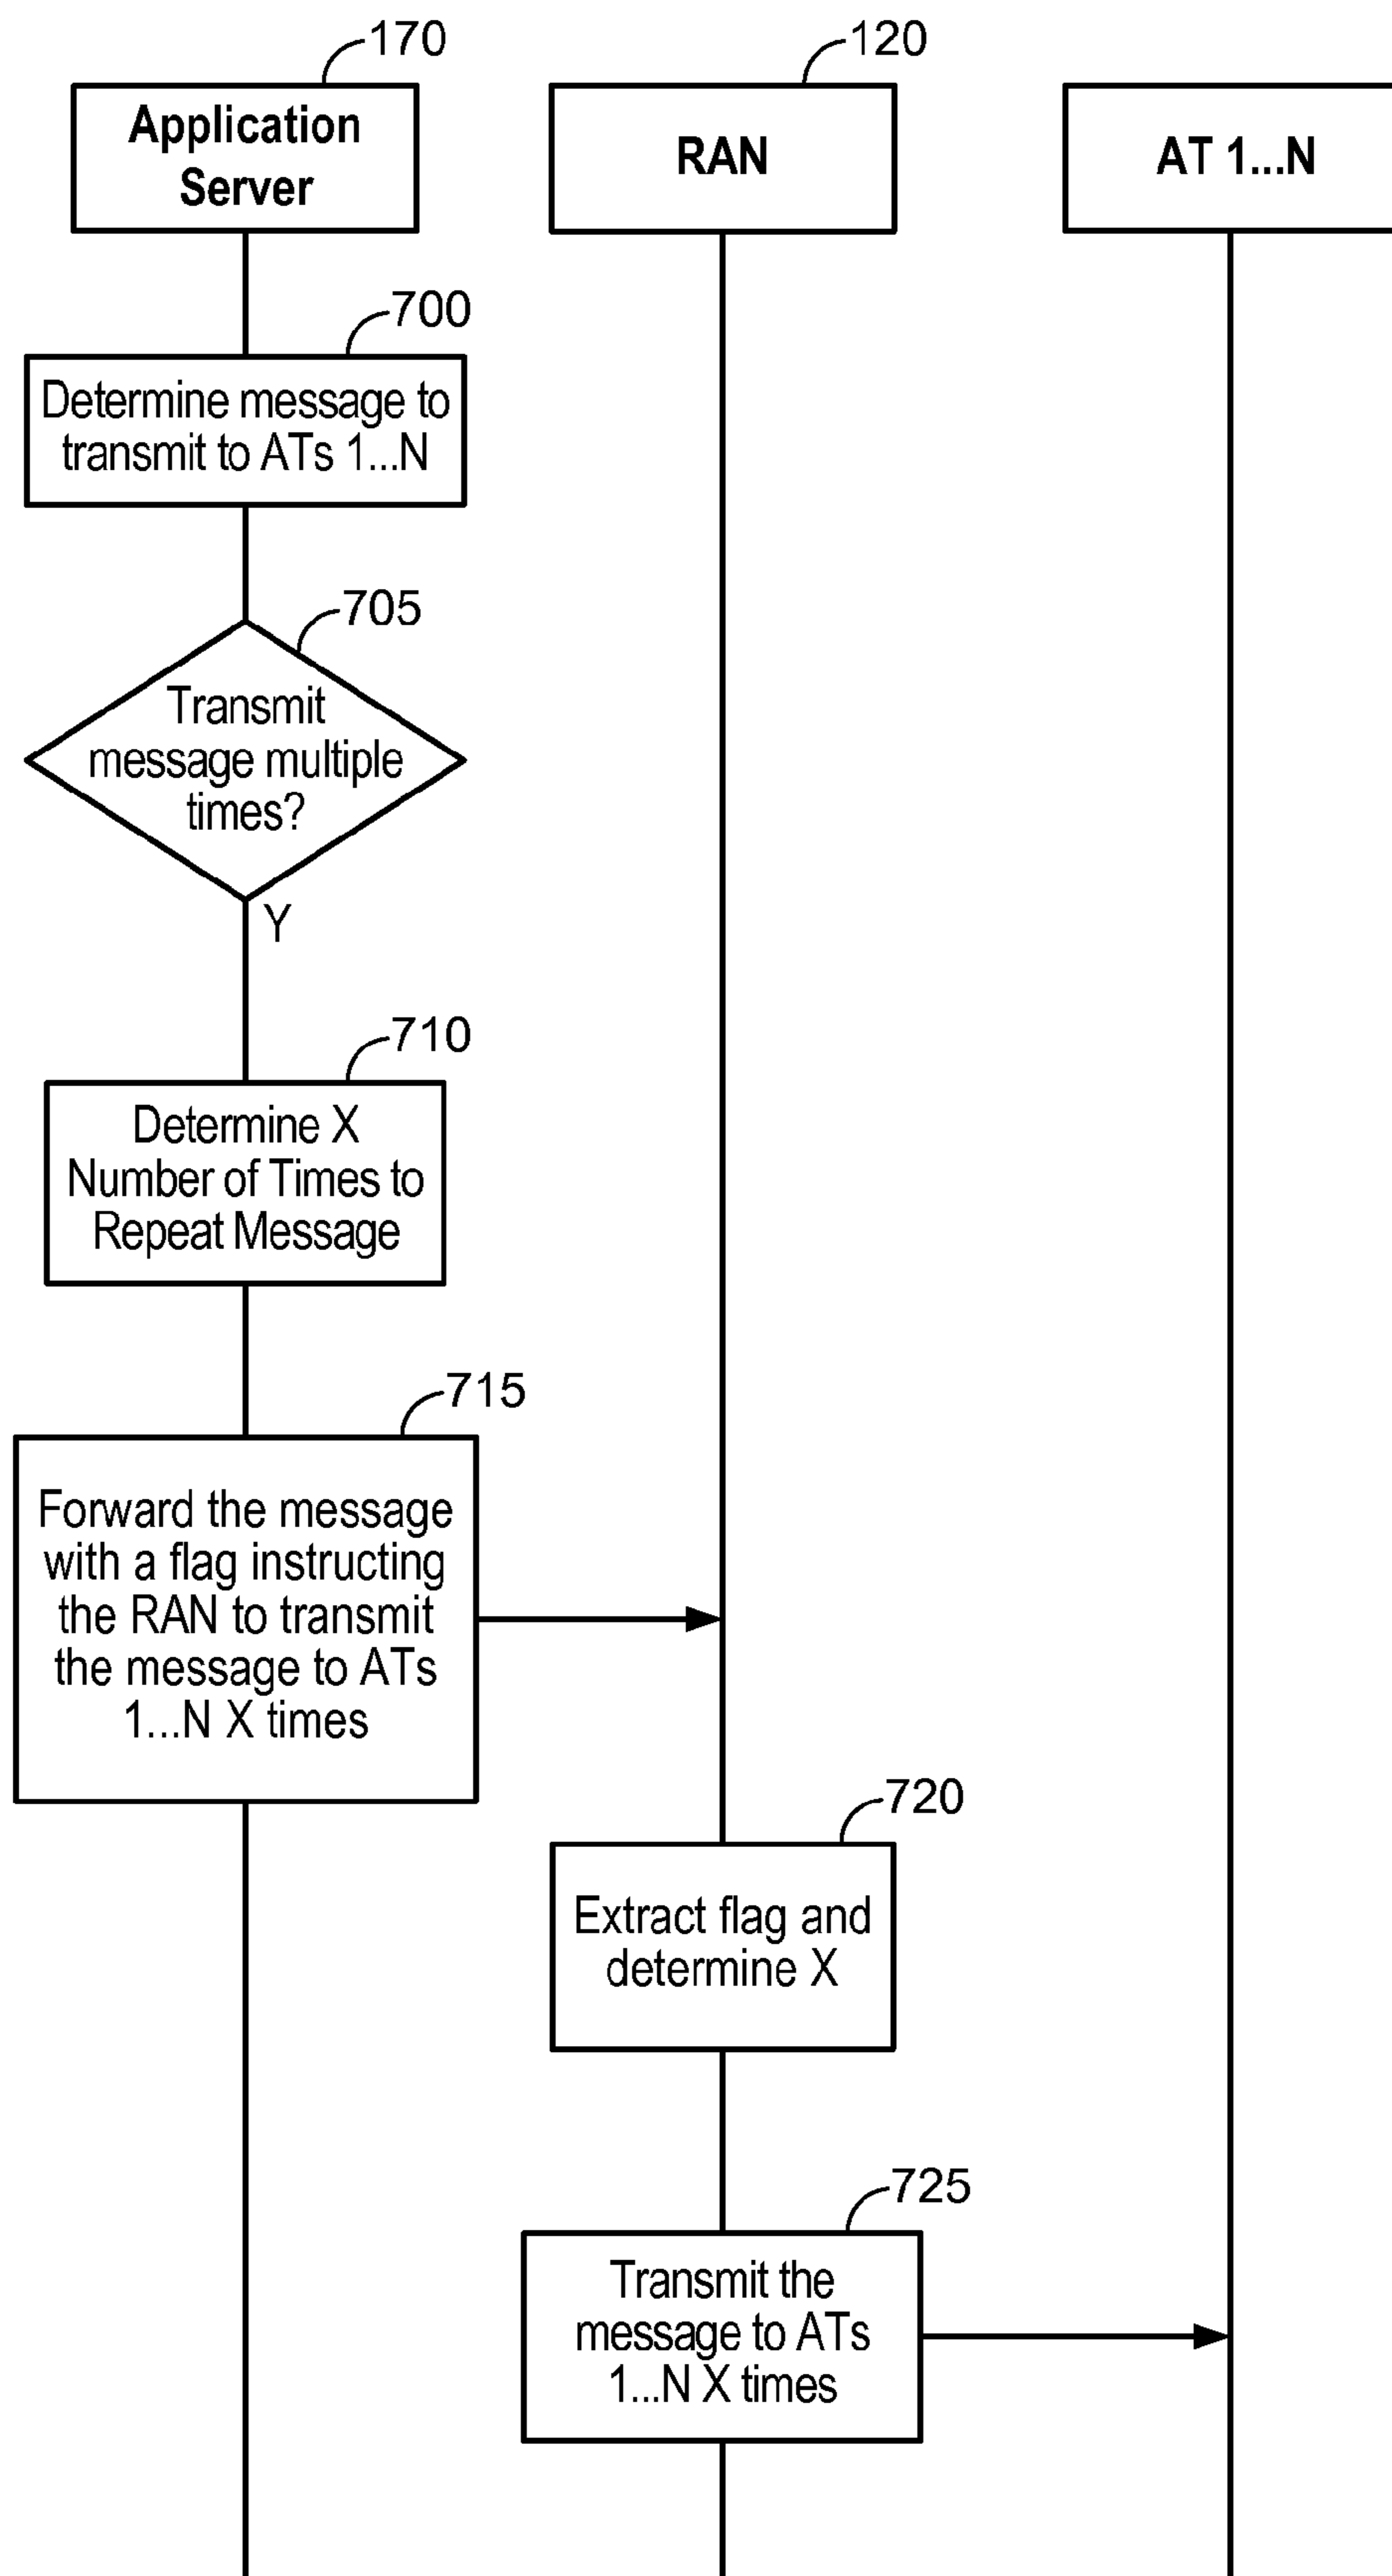 170
120
Application
Server
RAN
AT 1...N
700
Determine message to
transmit to ATs 1...N
705
Transmit
message multiple
times?
Y
710
Determine X
Number of Times to
Repeat Message
715
Forward the message
with a flag instructing
the RAN to transmit
the message to ATs
1...N X times
720
Extract flag and
determine X
725
Transmit the
message to ATs
1...N X times